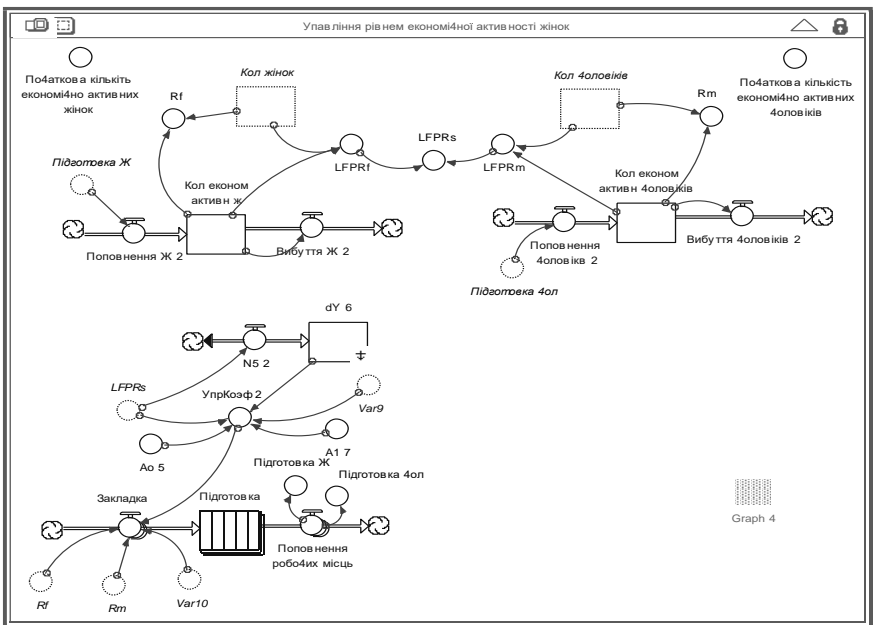 Управління рівнем економі4ної активності жінок
По4аткова кількіть
економі4но активних
жінок
Rf
Кол жінок
Кол 4оловіків
По4аткова кількість
економі4но активних
4оловіків
Rm
LFPRs
LFPRf
LFPRm
Підготовка Ж
Кол економ
активн ж
Кол економ
активн 4оловіків
Поповнення Ж 2
Вибуття Ж 2
Поповнення
4оловікв 2
Вибуття 4оловіків 2
Підготовка 4ол
dY 6
N5 2
LFPRs
УпрКоэф 2
Var9
Ao 5
A1 7
Підготовка Ж
Підготовка 4ол
Закладка
Підготовка
Поповнення
робо4их місць
Graph 4
Rf
Rm
Var10